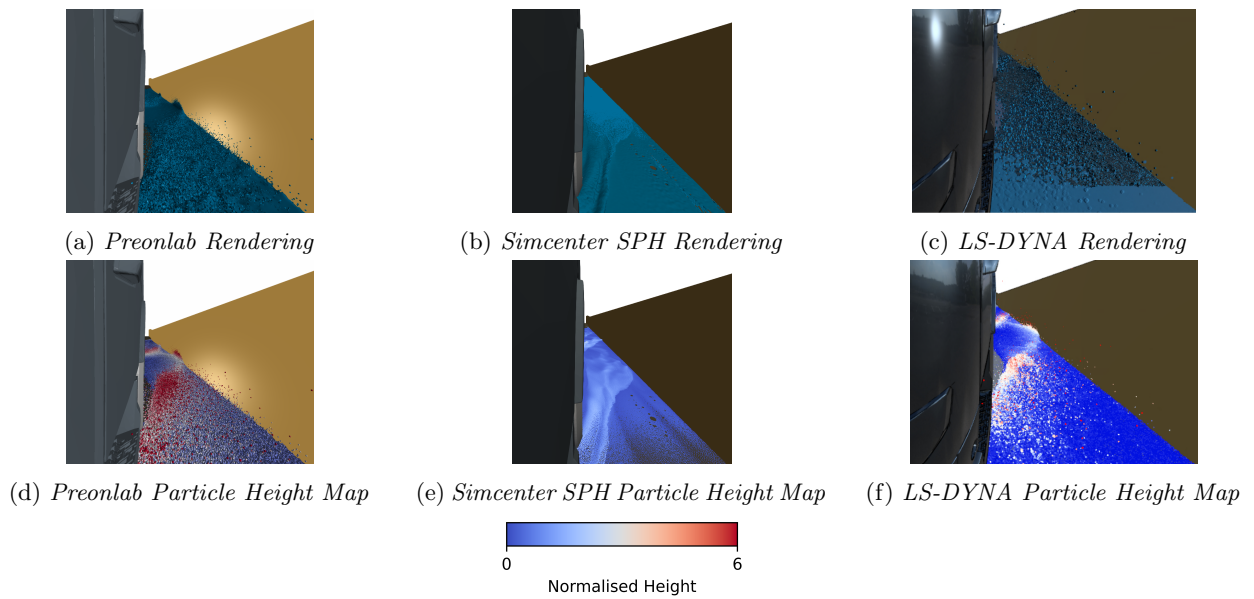 (a) Preonlab Rendering
(b) Simcenter SPH Rendering
(c) LS-DYNA Rendering
(d) Preonlab Particle Height Map
(e) Simcenter SPH Particle Height Map
(f) LS-DYNA Particle Height Map
0
6
Normalised Height